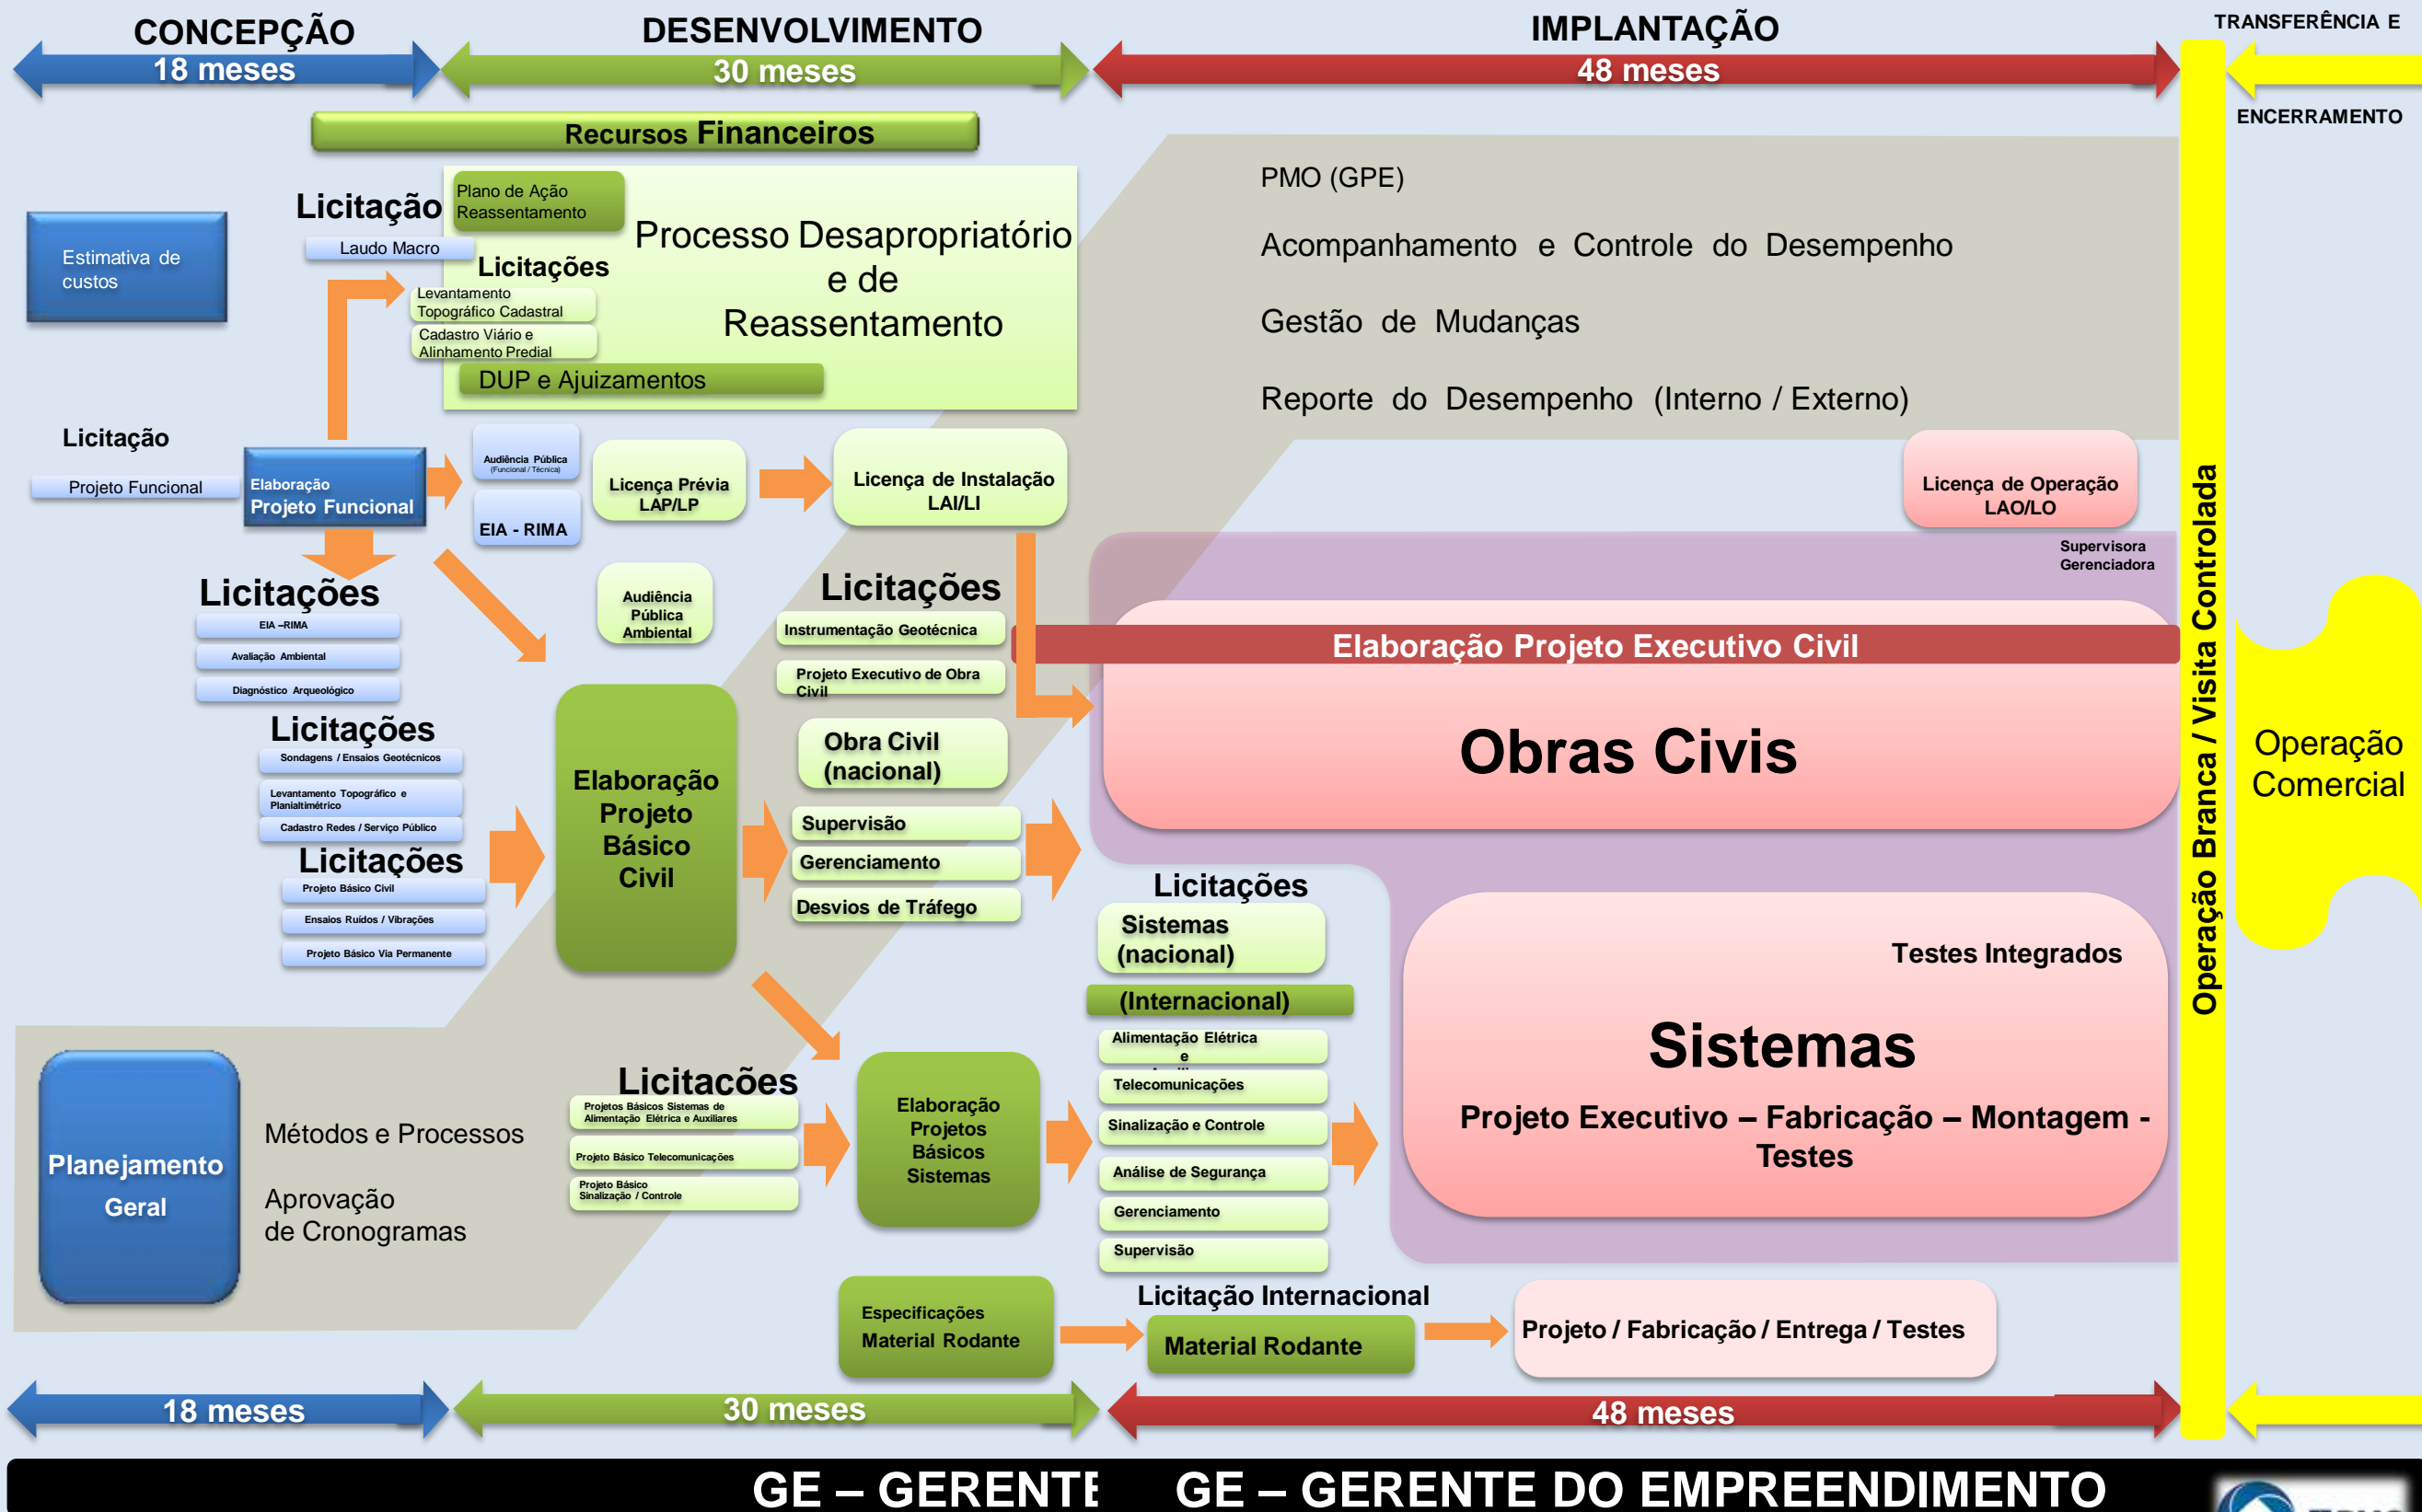 CONCEPÇÃO
DESENVOLVIMENTO
IMPLANTAÇÃO
TRANSFERÊNCIA E
18 meses
30 meses
48 meses
ENCERRAMENTO
Recursos Financeiros
Licitação
Laudo Macro
Plano de Ação
Reassentamento
Processo Desapropriatório
e de
Reassentamento
Licitações
Levantamento
Topográfico Cadastral
Cadastro Viário e
Alinhamento Predial
DUP e Ajuizamentos
Estimativa de
custos
PMO (GPE)
Acompanhamento e Controle do Desempenho
Gestão de Mudanças
Reporte do Desempenho (Interno / Externo)
Licitação
Projeto Funcional
Elaboração
Projeto Funcional
Audiência Pública
(Funcional / Técnica)
EIA - RIMA
Licença Prévia
LAP/LP
Licença de Instalação
LAI/LI
Licença de Operação
LAO/LO
Supervisora
Gerenciadora
Audiência
Pública
Ambiental
Licitações
EIA –RIMA
Avaliação Ambiental
Diagnóstico Arqueológico
Licitações
Sondagens / Ensaios Geotécnicos
Levantamento Topográfico e
Planialtimétrico
Cadastro Redes / Serviço Público
Licitações
Projeto Básico Civil
Ensaios Ruídos / Vibrações
Projeto Básico Via Permanente
Elaboração
Projeto
Básico
Civil
Licitações
Instrumentação Geotécnica
Projeto Executivo de Obra
Civil
Obra Civil
(nacional)
Supervisão
Gerenciamento
Desvios de Tráfego
Elaboração Projeto Executivo Civil
Obras Civis
Operação Branca / Visita Controlada
Operação
Comercial
Licitações
Sistemas
(nacional)
(Internacional)
Alimentação Elétrica
e
Telecomunicações
Sinalização e Controle
Análise de Segurança
Gerenciamento
Supervisão
Testes Integrados
Sistemas
Projeto Executivo – Fabricação – Montagem -
Testes
Planejamento
Geral
Métodos e Processos
Aprovação
de Cronogramas
Licitações
Projetos Básicos Sistemas de
Alimentação Elétrica e Auxiliares
Projeto Básico Telecomunicações
Projeto Básico
Sinalização / Controle
Elaboração
Projetos
Básicos
Sistemas
Especificações
Material Rodante
Licitação Internacional
Material Rodante
Projeto / Fabricação / Entrega / Testes
18 meses
30 meses
48 meses
GE – GERENTE
GE – GERENTE DO EMPREENDIMENTO